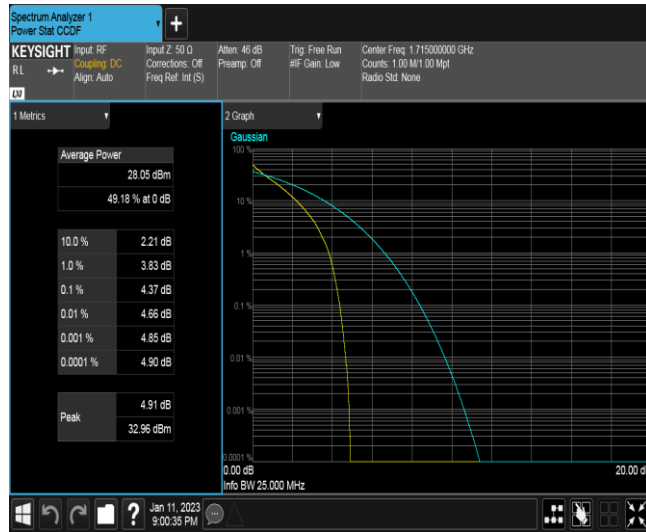 Spectrum Analyzer 1
Power Stat CCDF
KEYSIGHT
RL
LXI
Input: RF
Coupling: DC
Align: Auto
Input Z: 50 Ω
Corrections: Off
Freq Ref: Int (S)
Atten: 46 dB
Preamp: Off
Trig: Free Run
#IF Gain: Low
Center Freq: 1.715000000 GHz
Counts: 1.00 M/1.00 Mpt
Radio Std: None
1 Metrics
Average Power
28.05 dBm
49.18 % at 0 dB
10.0 % 2.21 dB
1.0 % 3.83 dB
0.1 % 4.37 dB
0.01 % 4.66 dB
0.001 % 4.85 dB
0.0001 % 4.90 dB
Peak
4.91 dB
32.96 dBm
2 Graph
Gaussian
100 %
10 %
1 %
0.1 %
0.01 %
0.001 %
0.0001 %
0.00 dB
20.00 d
Info BW 25.000 MHz
?
Jan 11, 2023
9:00:35 PM